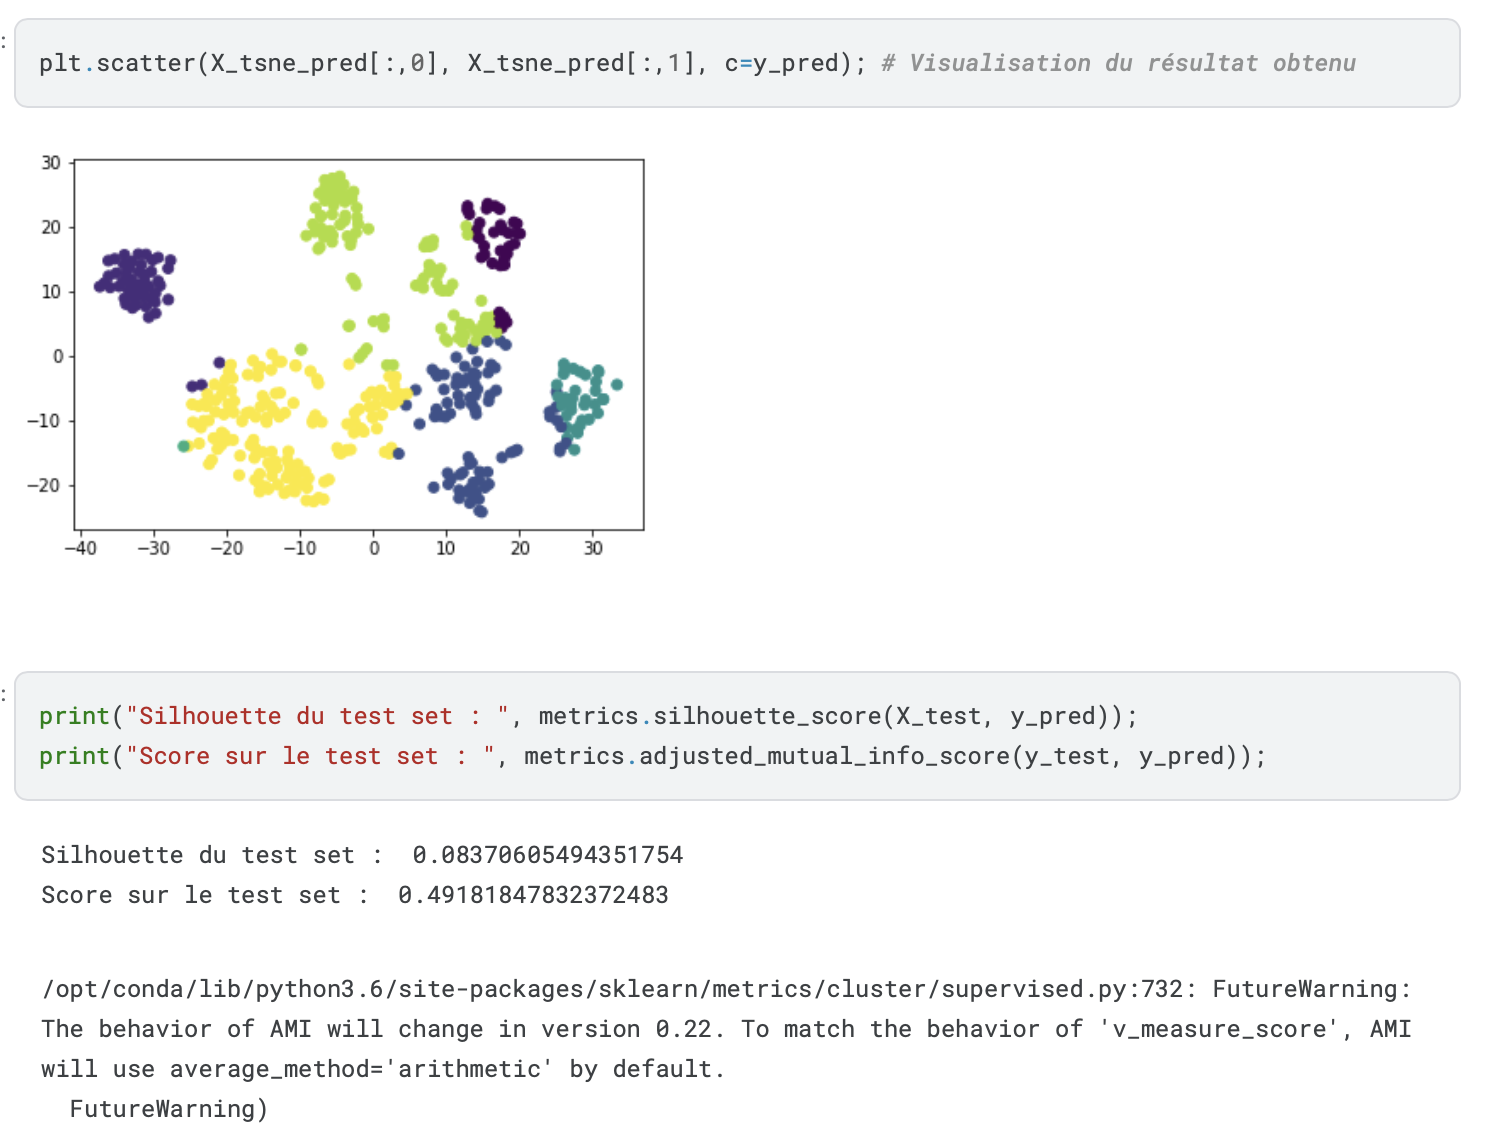 :
plt.scatter(X_tsne_pred[:,0], X_tsne_pred[:,1], c=y_pred); # Visualisation du résultat obtenu
30
20
10
0
−10
−20
−40 −30 −20 −10 0 10 20 30
:
print("Silhouette du test set : ", metrics.silhouette_score(X_test, y_pred));
print("Score sur le test set : ", metrics.adjusted_mutual_info_score(y_test, y_pred));
Silhouette du test set :  0.08370605494351754
Score sur le test set :  0.49181847832372483
/opt/conda/lib/python3.6/site-packages/sklearn/metrics/cluster/supervised.py:732: FutureWarning:
The behavior of AMI will change in version 0.22. To match the behavior of 'v_measure_score', AMI
will use average_method='arithmetic' by default.
  FutureWarning)